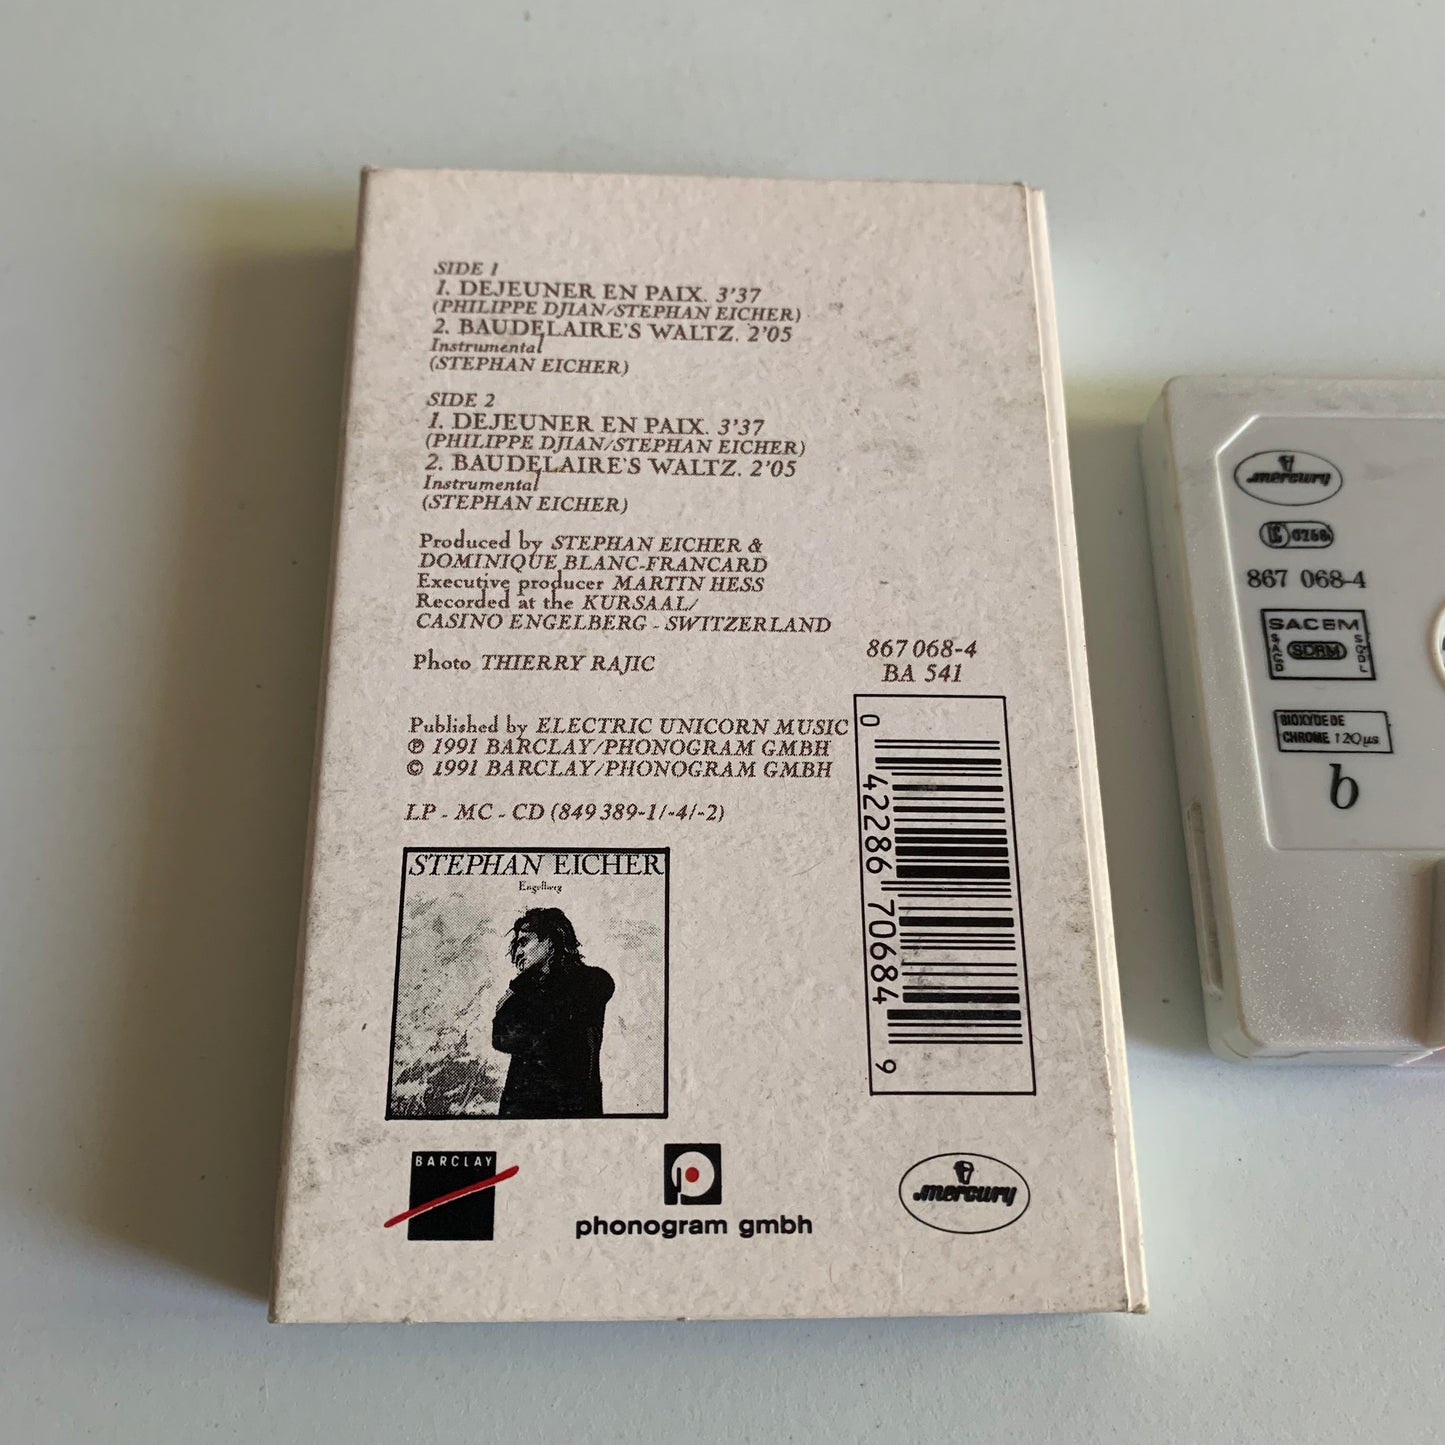 SIDE 1
1. DEJEUNER EN PAIX. 3'37
(PHILIPPE DJIAN/STEPHAN EICHER)
2. BAUDELAIRE'S WALTZ. 2'05
Instrumental
(STEPHAN EICHER)
SIDE 2
1. DEJEUNER EN PAIX. 3'37
(PHILIPPE DJIAN/STEPHAN EICHER)
2. BAUDELAIRE'S WALTZ. 2'05
Instrumental
(STEPHAN EICHER)
Produced by STEPHAN EICHER &
DOMINIQUE BLANC-FRANCARD
Executive producer MARTIN HESS
Recorded at the KURSAAL/
CASINO ENGELBERG - SWITZERLAND
Photo THIERRY RAJIC
867 068-4
BA 541
Published by ELECTRIC UNICORN MUSIC
℗ 1991 BARCLAY/PHONOGRAM GMBH
© 1991 BARCLAY/PHONOGRAM GMBH
LP - MC - CD (849 389-1/-4/-2)
0 42286 70684 9
STEPHAN EICHER
Engelberg
BARCLAY
phonogram gmbh
mercury
mercury
867 068-4
SACEM
SACD
SDRM
SGDL
BIOXYDE DE
CHROME 120 µs
b